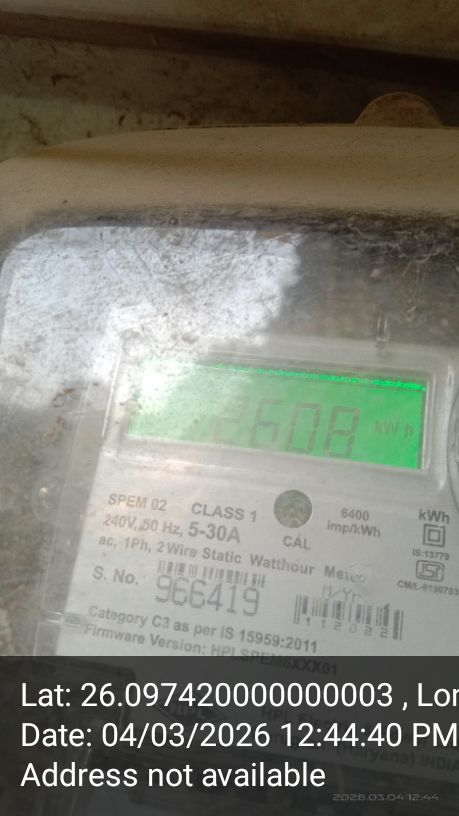 2608 kWh
SPEM 02 CLASS 1 6400 kWh
240V,50 Hz, 5-30A imp/kWh
CAL
IS:13779
ac, 1Ph, 2 Wire Static Watthour
S. No. 966419
M/Yr.
CM/L-
Category C3 as per IS 15959:2011
Firmware Version:
Lat: 26.097420000000003 , Lon
Date: 04/03/2026 12:44:40 PM
Address not available
2026.03.04 12:44